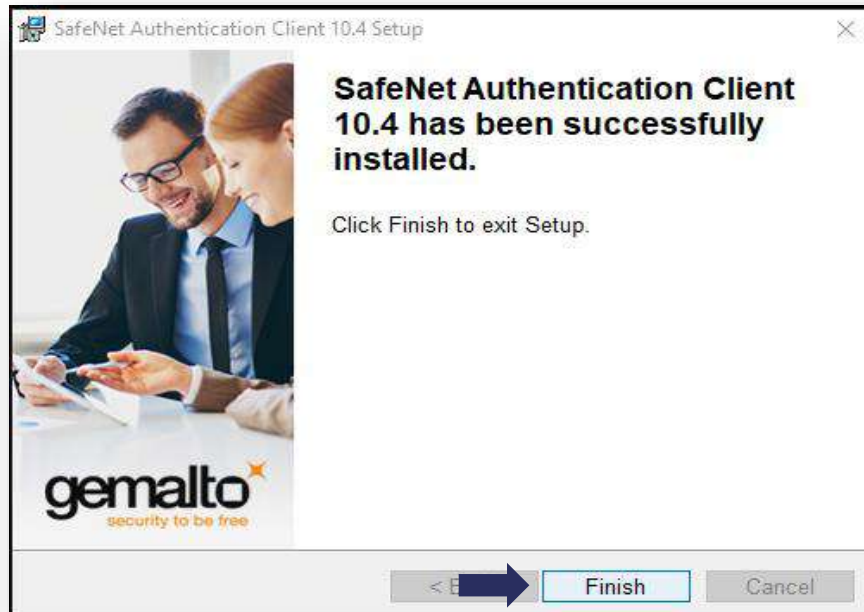 SafeNet Authentication Client 10.4 Setup
SafeNet Authentication Client
10.4 has been successfully
installed.
Click Finish to exit Setup.
gemalto
security to be free
Finish
Cancel